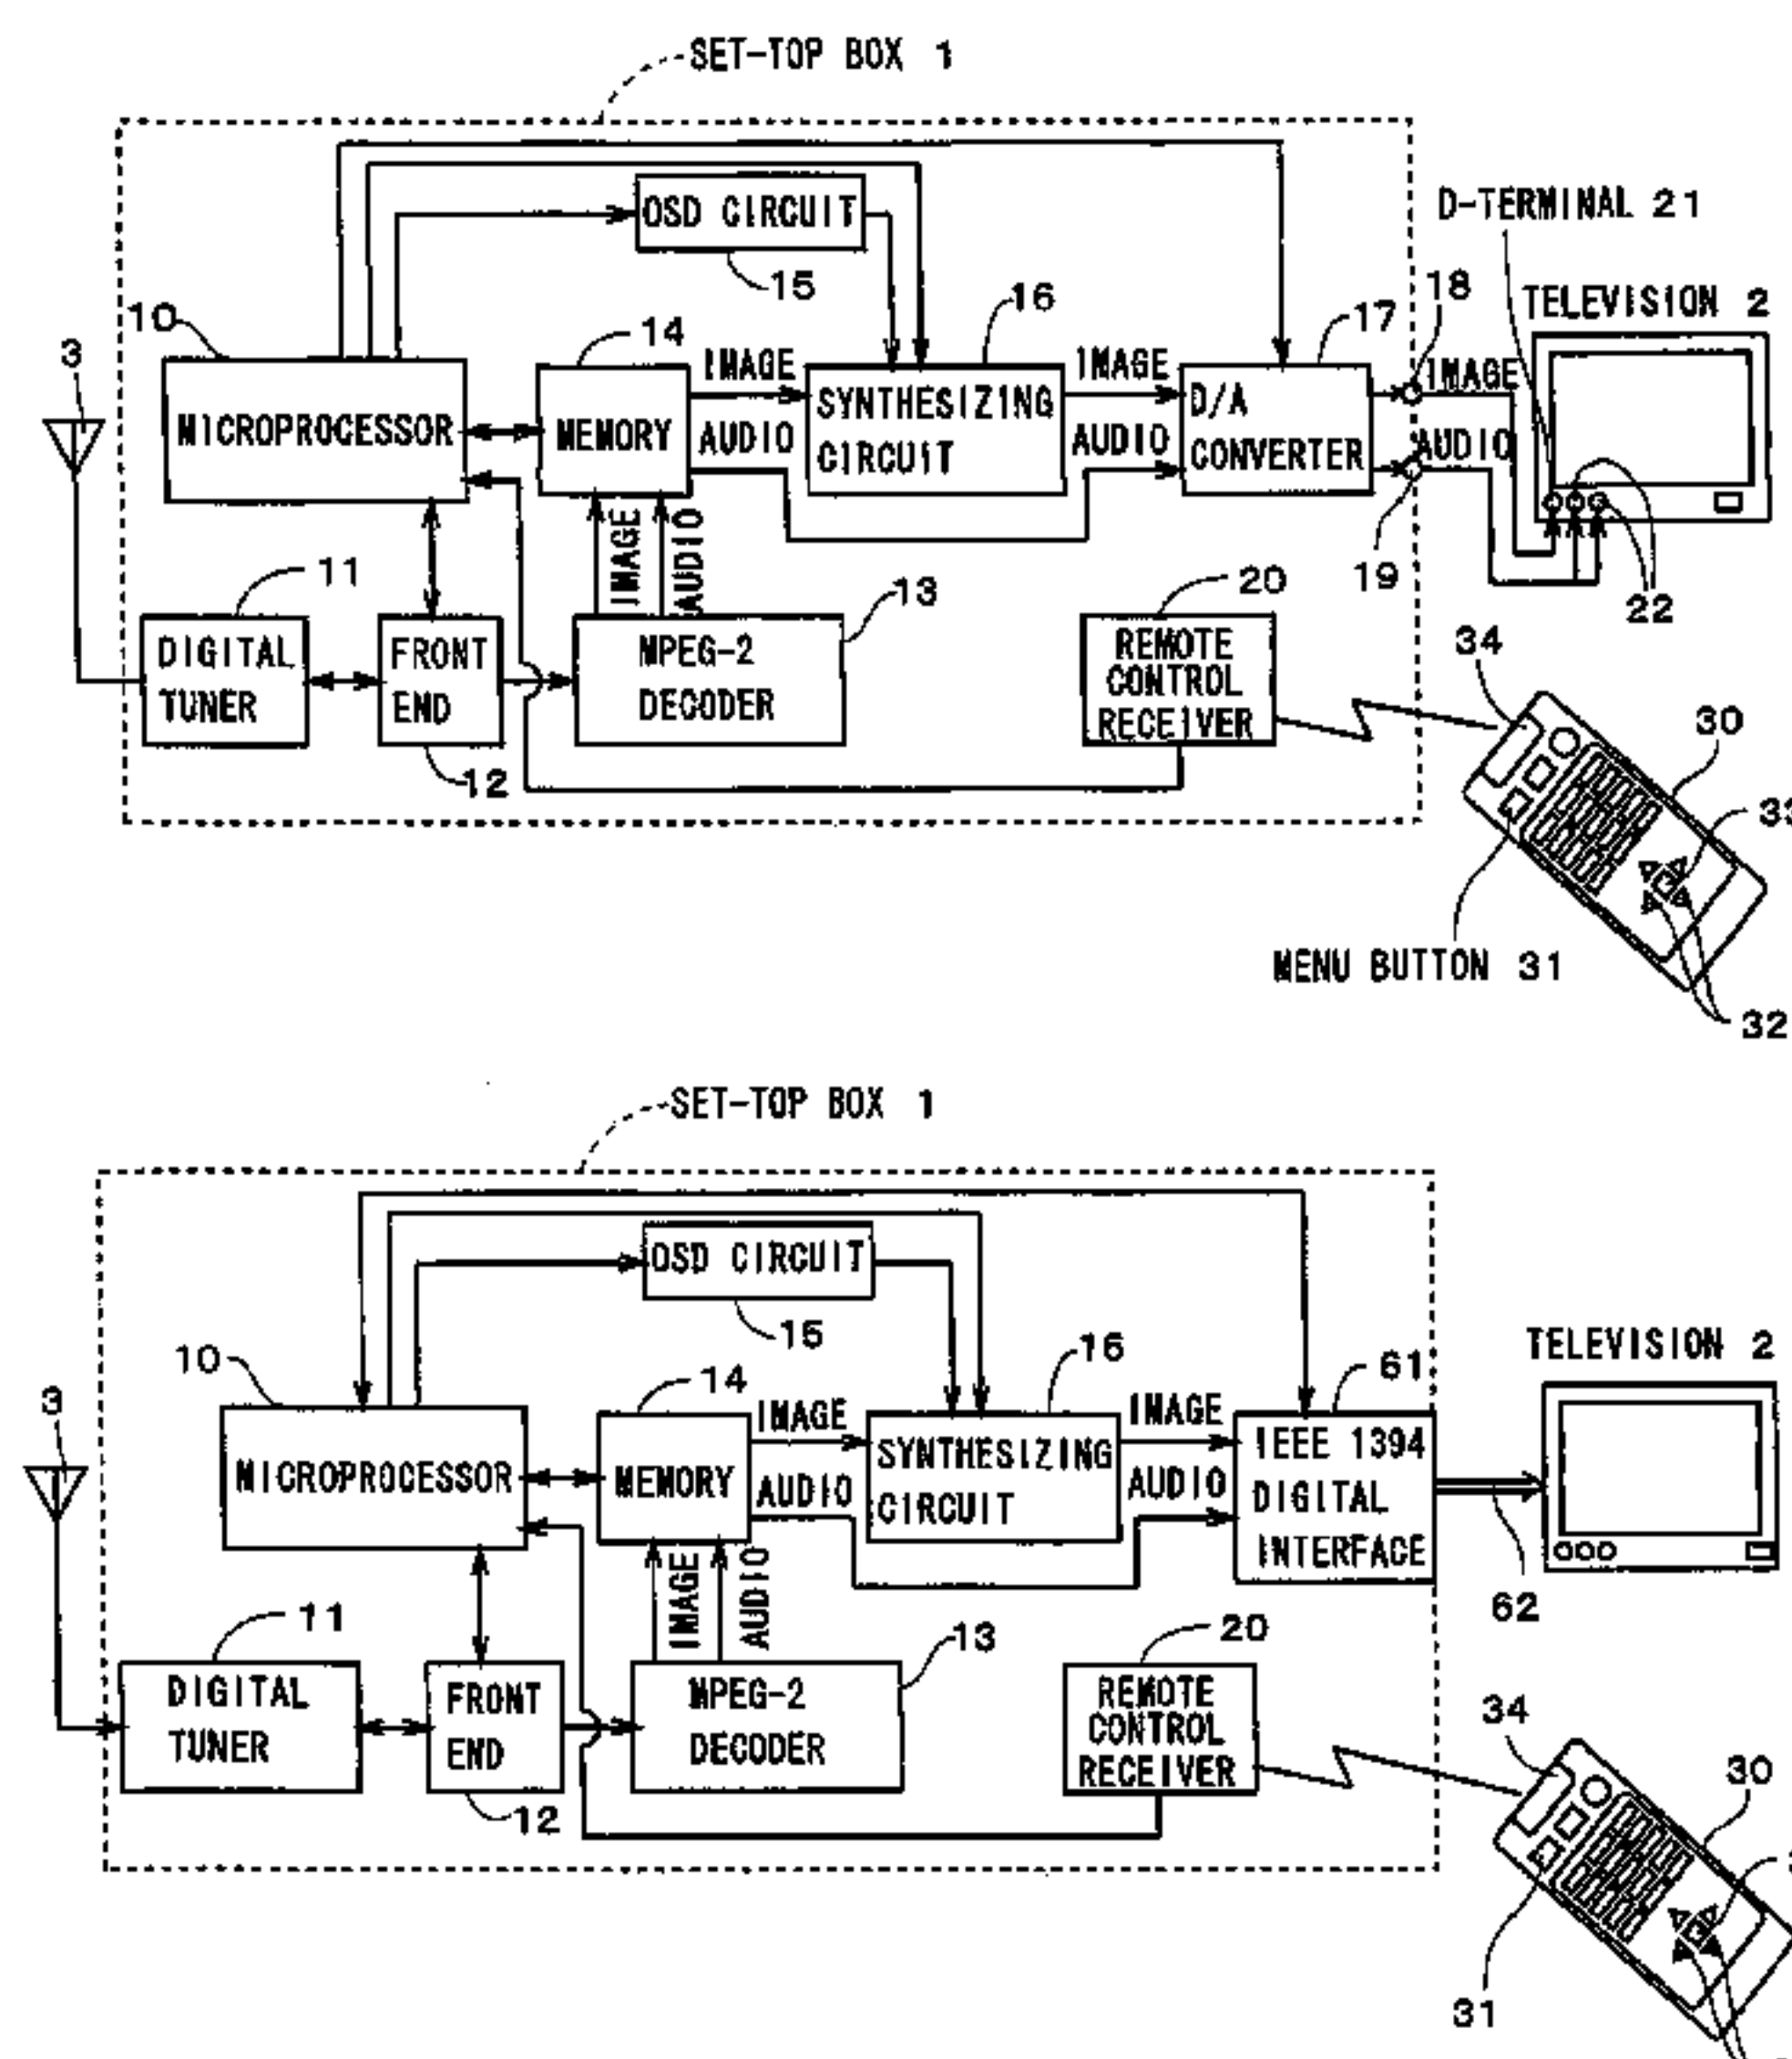 SET-TOP BOX 1
D-TERMINAL 21
OSD CIRCUIT
15
16
18
TELEVISION 2
10
14
17
3
IMAGE
IMAGE
IMAGE
MICROPROCESSOR
MEMORY
SYNTHESIZING
CIRCUIT
D/A
CONVERTER
AUDIO
AUDIO
AUDIO
IMAGE
AUDIO
11
13
20
19
22
DIGITAL
TUNER
FRONT
END
MPEG-2
DECODER
REMOTE
CONTROL
RECEIVER
34
30
12
MENU BUTTON 31
32
SET-TOP BOX 1
OSD CIRCUIT
15
10
14
16
61
TELEVISION 2
3
IMAGE
IMAGE
MICROPROCESSOR
MEMORY
SYNTHESIZING
CIRCUIT
IEEE 1394
DIGITAL
INTERFACE
AUDIO
AUDIO
IMAGE
AUDIO
62
11
13
20
DIGITAL
TUNER
FRONT
END
MPEG-2
DECODER
REMOTE
CONTROL
RECEIVER
34
30
12
31